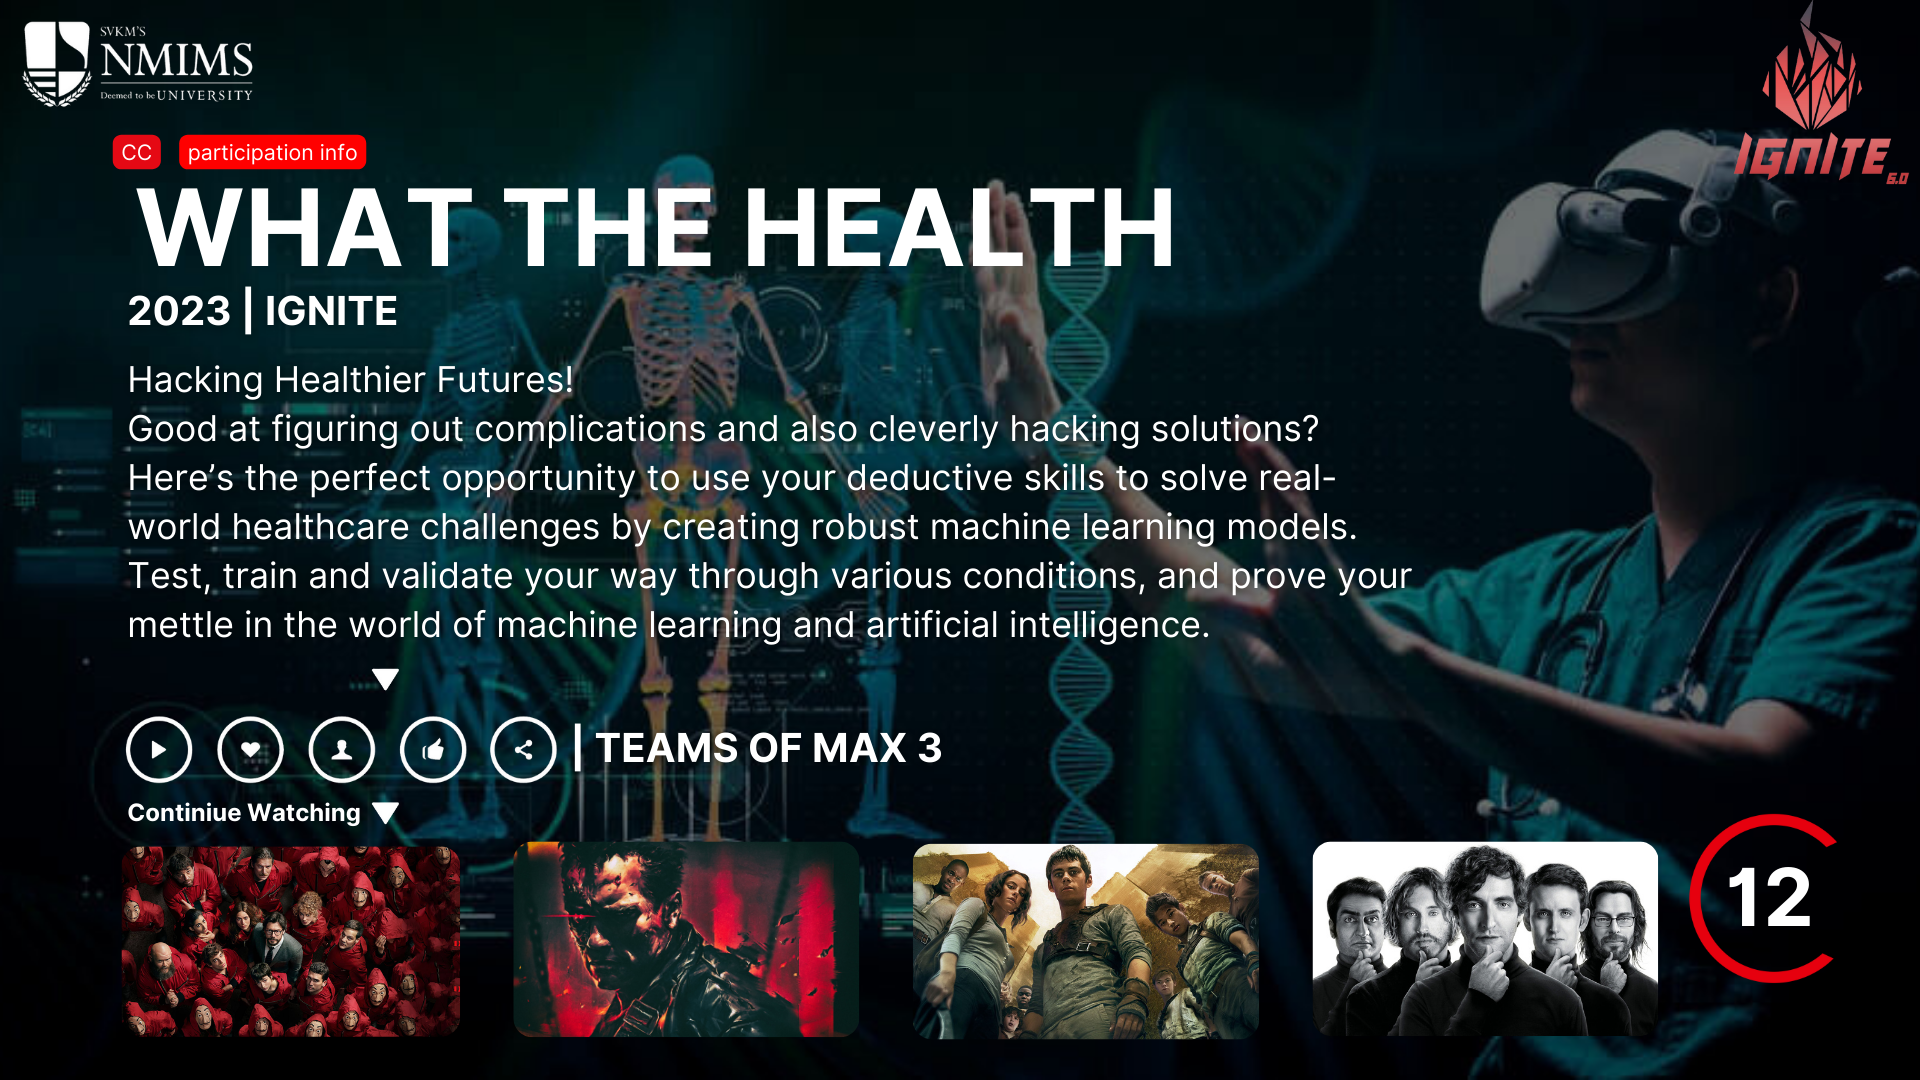 SVKM'S
NMIMS
Deemed to be UNIVERSITY
IGNITE
6.0
CC
participation info
WHAT THE HEALTH
2023 | IGNITE
Hacking Healthier Futures!
Good at figuring out complications and also cleverly hacking solutions?
Here’s the perfect opportunity to use your deductive skills to solve real-
world healthcare challenges by creating robust machine learning models.
Test, train and validate your way through various conditions, and prove your
mettle in the world of machine learning and artificial intelligence.
| TEAMS OF MAX 3
Continiue Watching
12